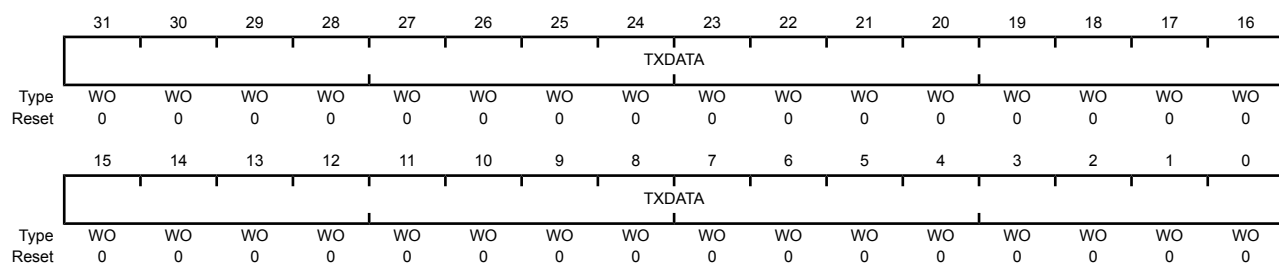 31 30 29 28 27 26 25 24 23 22 21 20 19 18 17 16
TXDATA
Type WO WO WO WO WO WO WO WO WO WO WO WO WO WO WO WO
Reset 0 0 0 0 0 0 0 0 0 0 0 0 0 0 0 0
15 14 13 12 11 10 9 8 7 6 5 4 3 2 1 0
TXDATA
Type WO WO WO WO WO WO WO WO WO WO WO WO WO WO WO WO
Reset 0 0 0 0 0 0 0 0 0 0 0 0 0 0 0 0